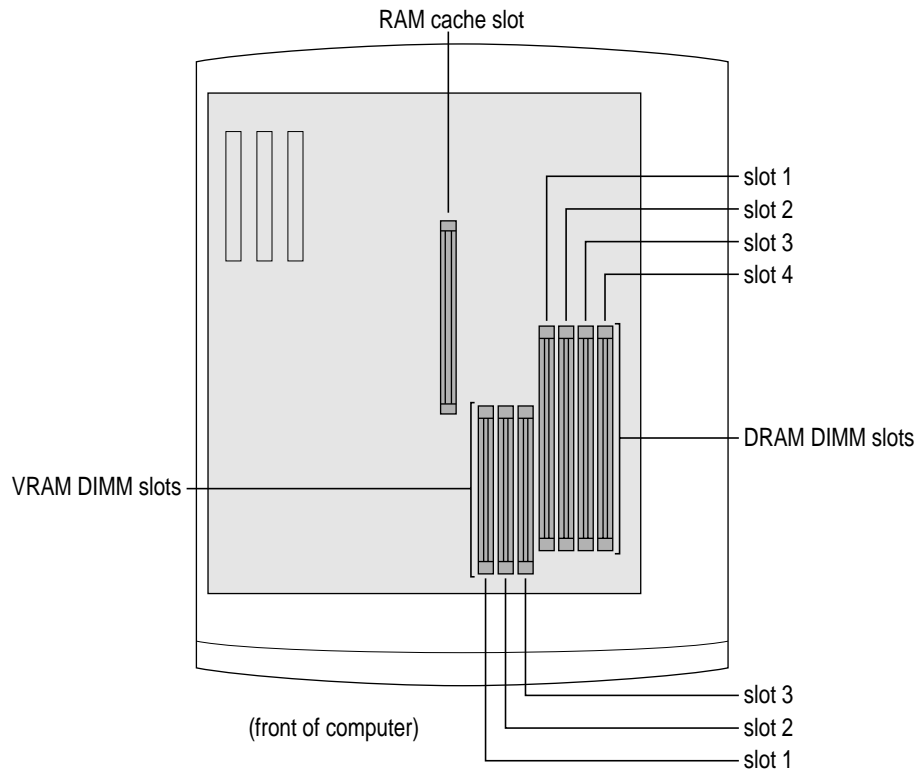 RAM cache slot
slot 1
slot 2
slot 3
slot 4
DRAM DIMM slots
VRAM DIMM slots
slot 3
(front of computer)
slot 2
slot 1